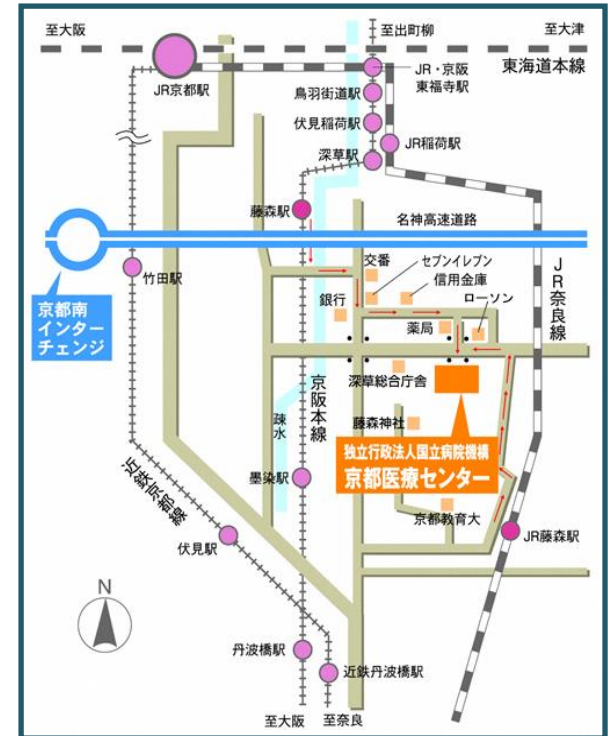 至大阪
至出町柳
至大津
東海道本線
JR京都駅
JR・京阪
東福寺駅
鳥羽街道駅
伏見稲荷駅
JR稲荷駅
深草駅
藤森駅
名神高速道路
竹田駅
交番
セブンイレブン
信用金庫
ローソン
銀行
薬局
JR奈良線
京都南
インター
チェンジ
深草総合庁舎
京阪本線
疏水
藤森神社
独立行政法人国立病院機構
京都医療センター
墨染駅
近鉄京都線
京都教育大
伏見駅
JR藤森駅
N
丹波橋駅
近鉄丹波橋駅
至大阪
至奈良